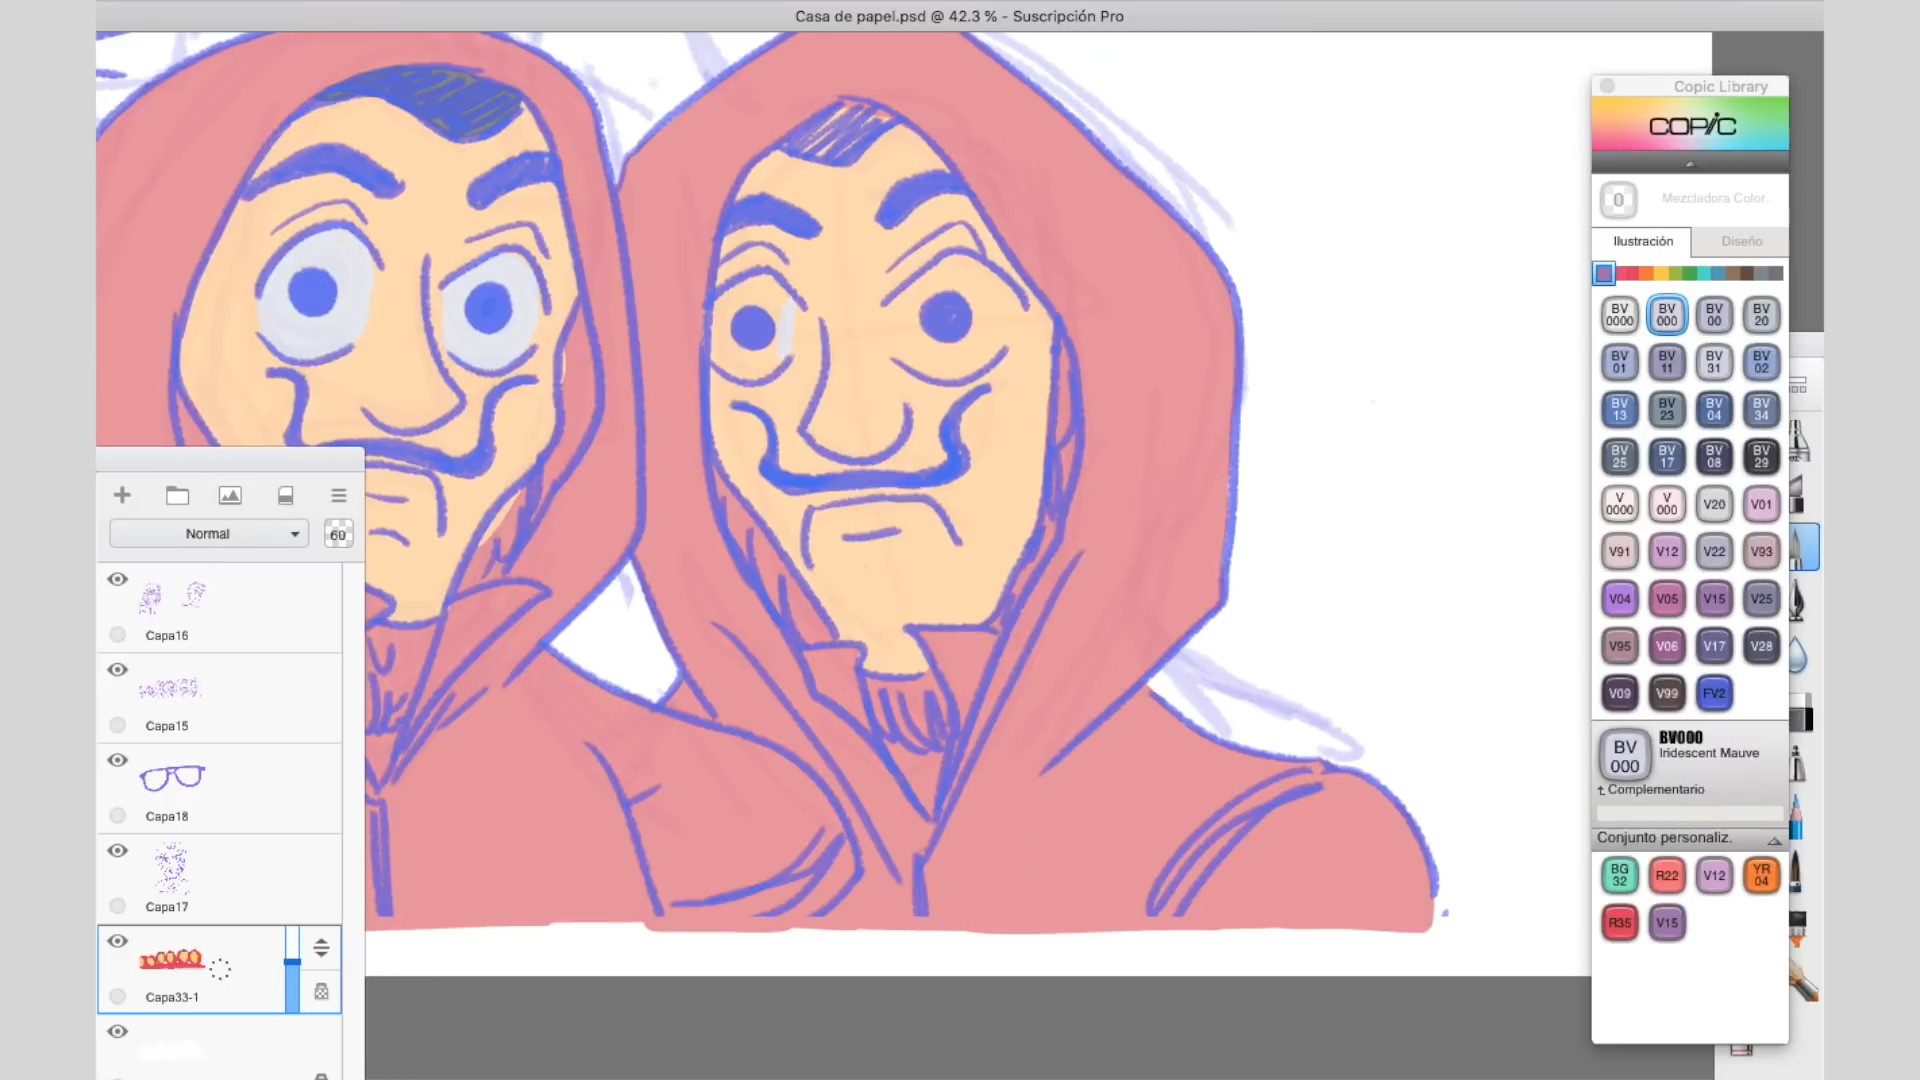 Casa de papel.psd @ 42.3 % - Suscripción Pro
Copic Library
COPIC
0
Mezcladora Color...
Ilustración
Diseño
BV 0000
BV 000
BV 00
BV 20
BV 01
BV 11
BV 31
BV 02
BV 13
BV 23
BV 04
BV 34
BV 25
BV 17
BV 08
BV 29
V 0000
V 000
V20
V01
V91
V12
V22
V93
V04
V05
V15
V25
V95
V06
V17
V28
V09
V99
FV2
BV 000
BV000
Iridescent Mauve
Complementario
Conjunto personaliz.
BG 32
R22
V12
YR 04
R35
V15
Normal
60
Capa16
Capa15
Capa18
Capa17
Capa33-1